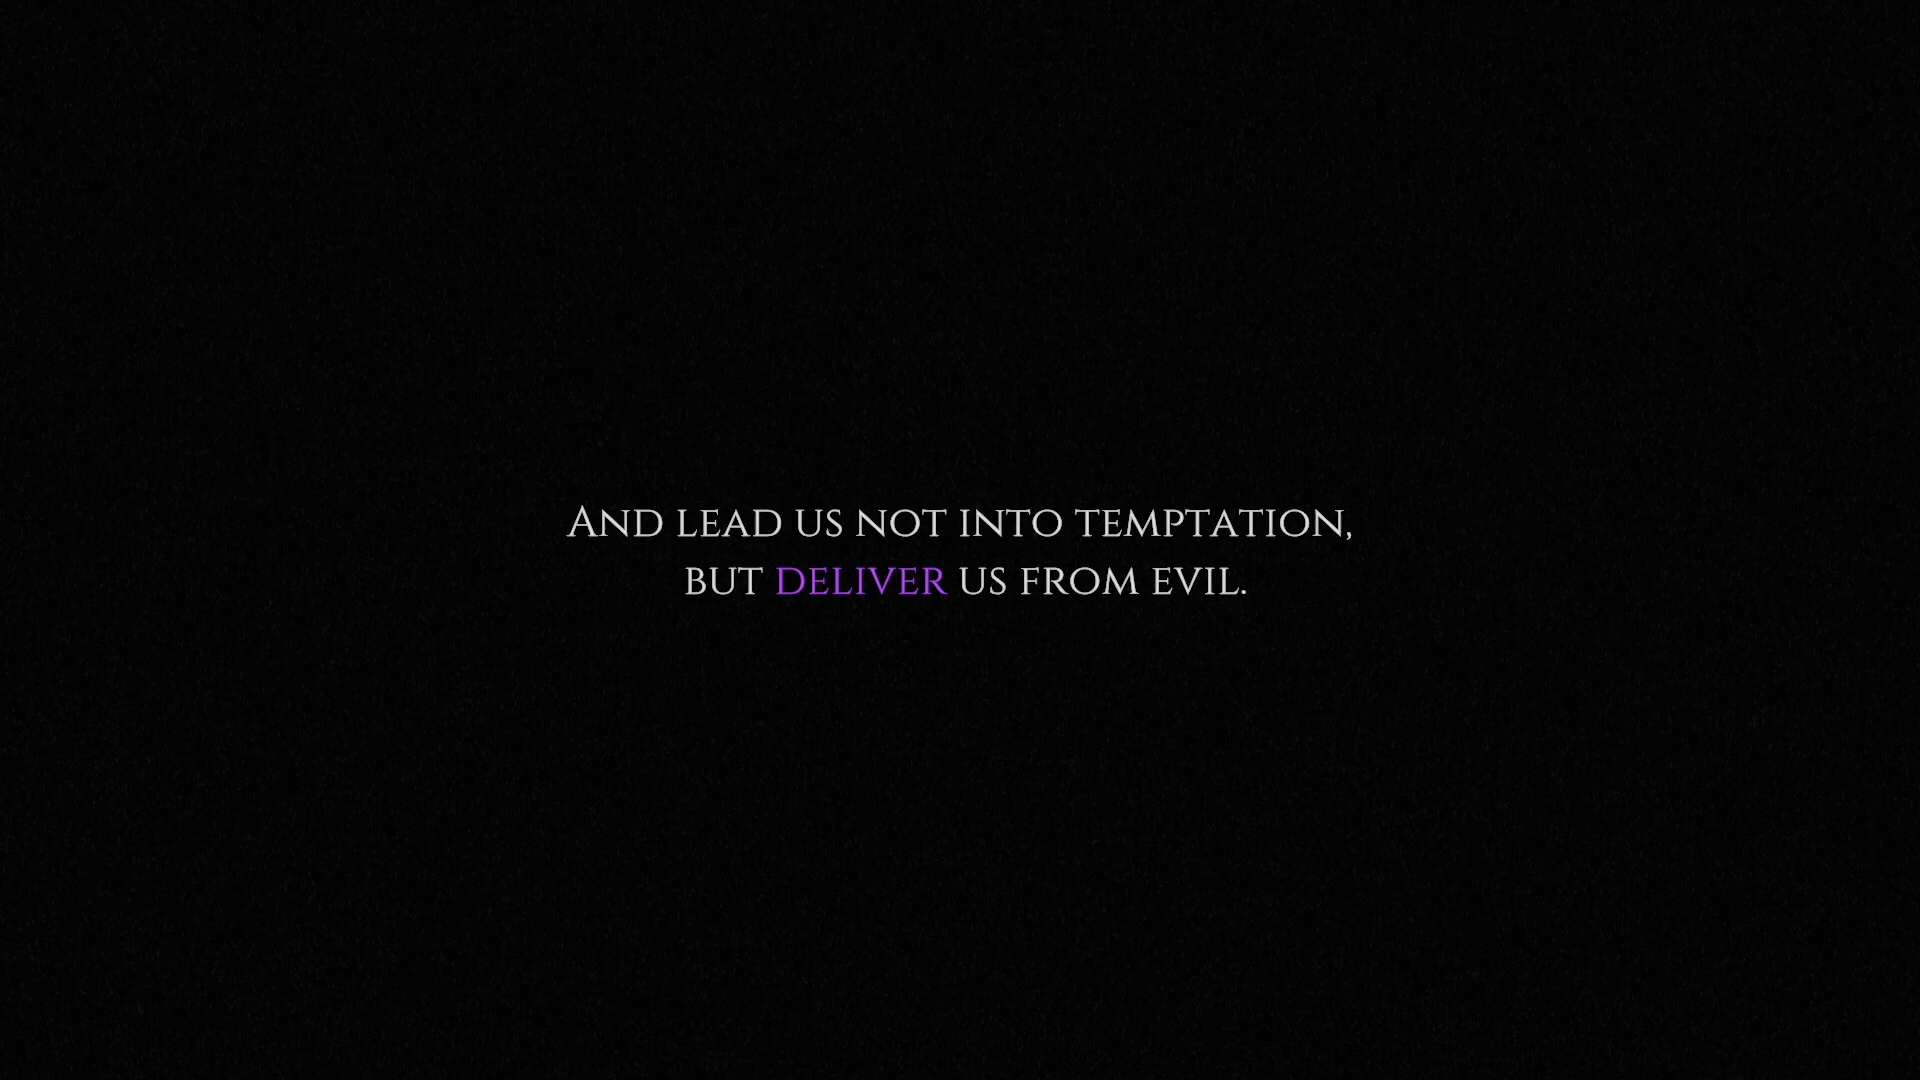 And lead us not into temptation,
but deliver us from evil.